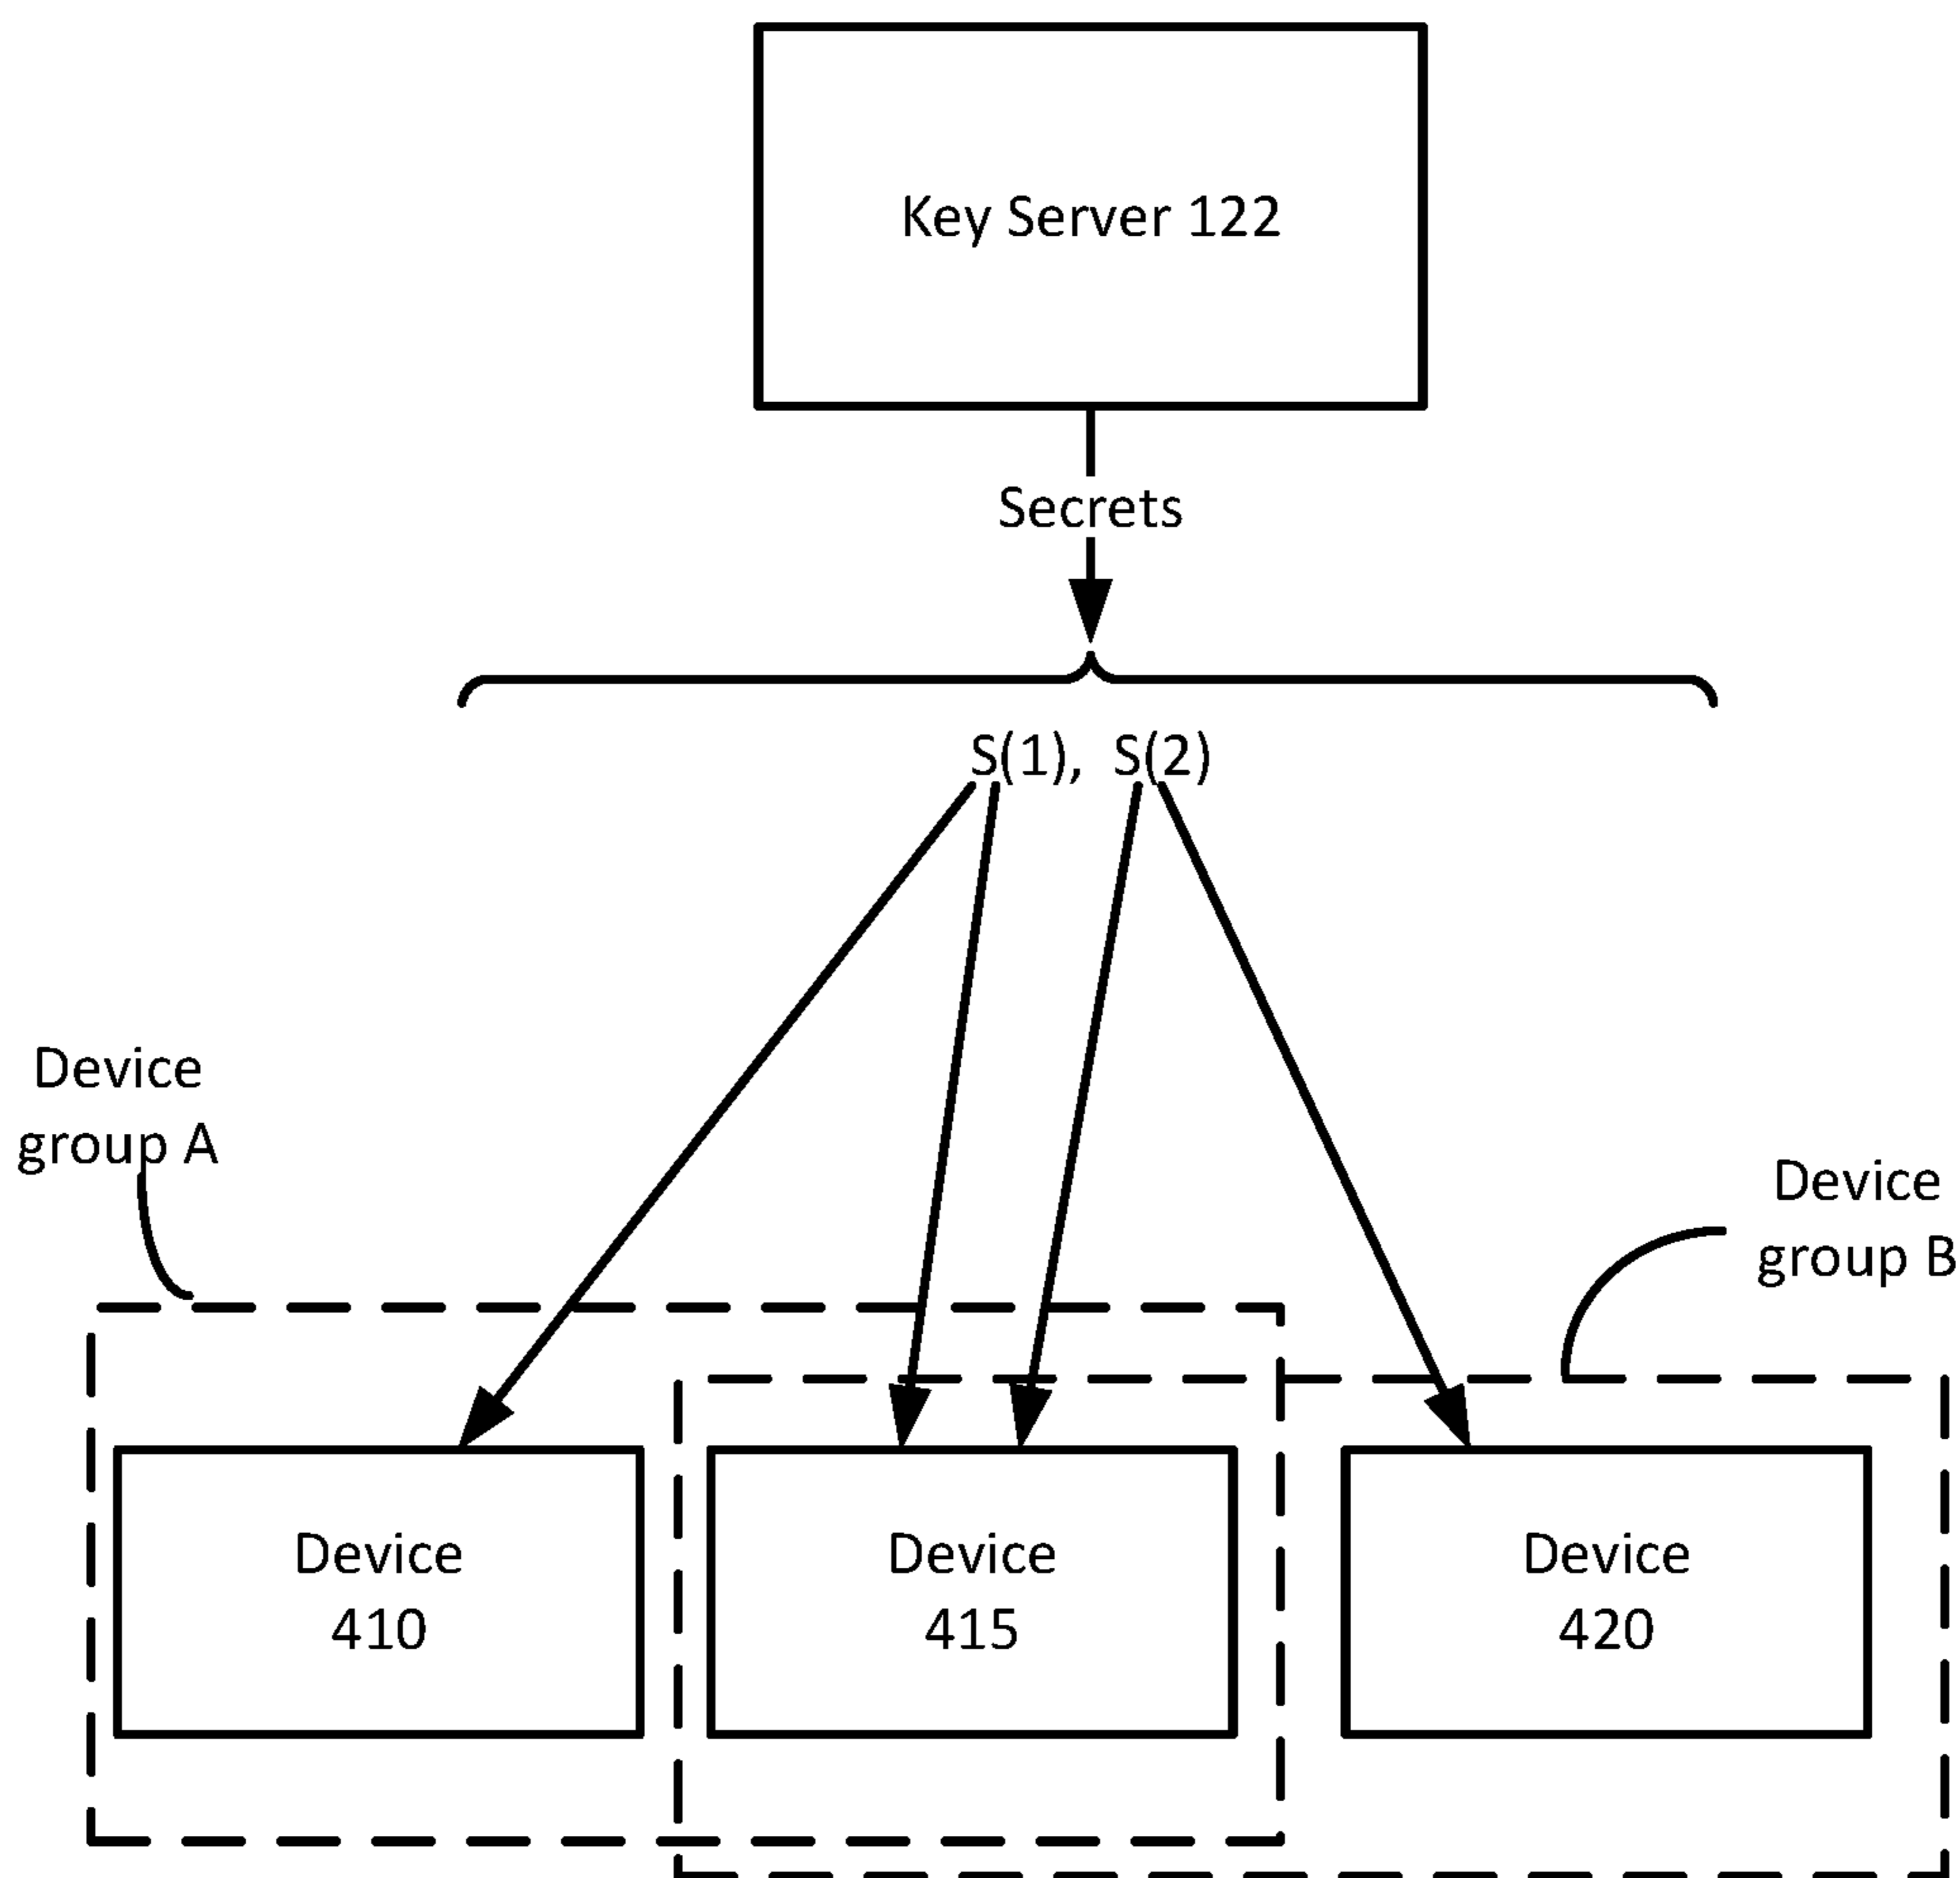 Key Server 122
Secrets
S(1), S(2)
Device
group A
Device
group B
Device
410
Device
415
Device
420